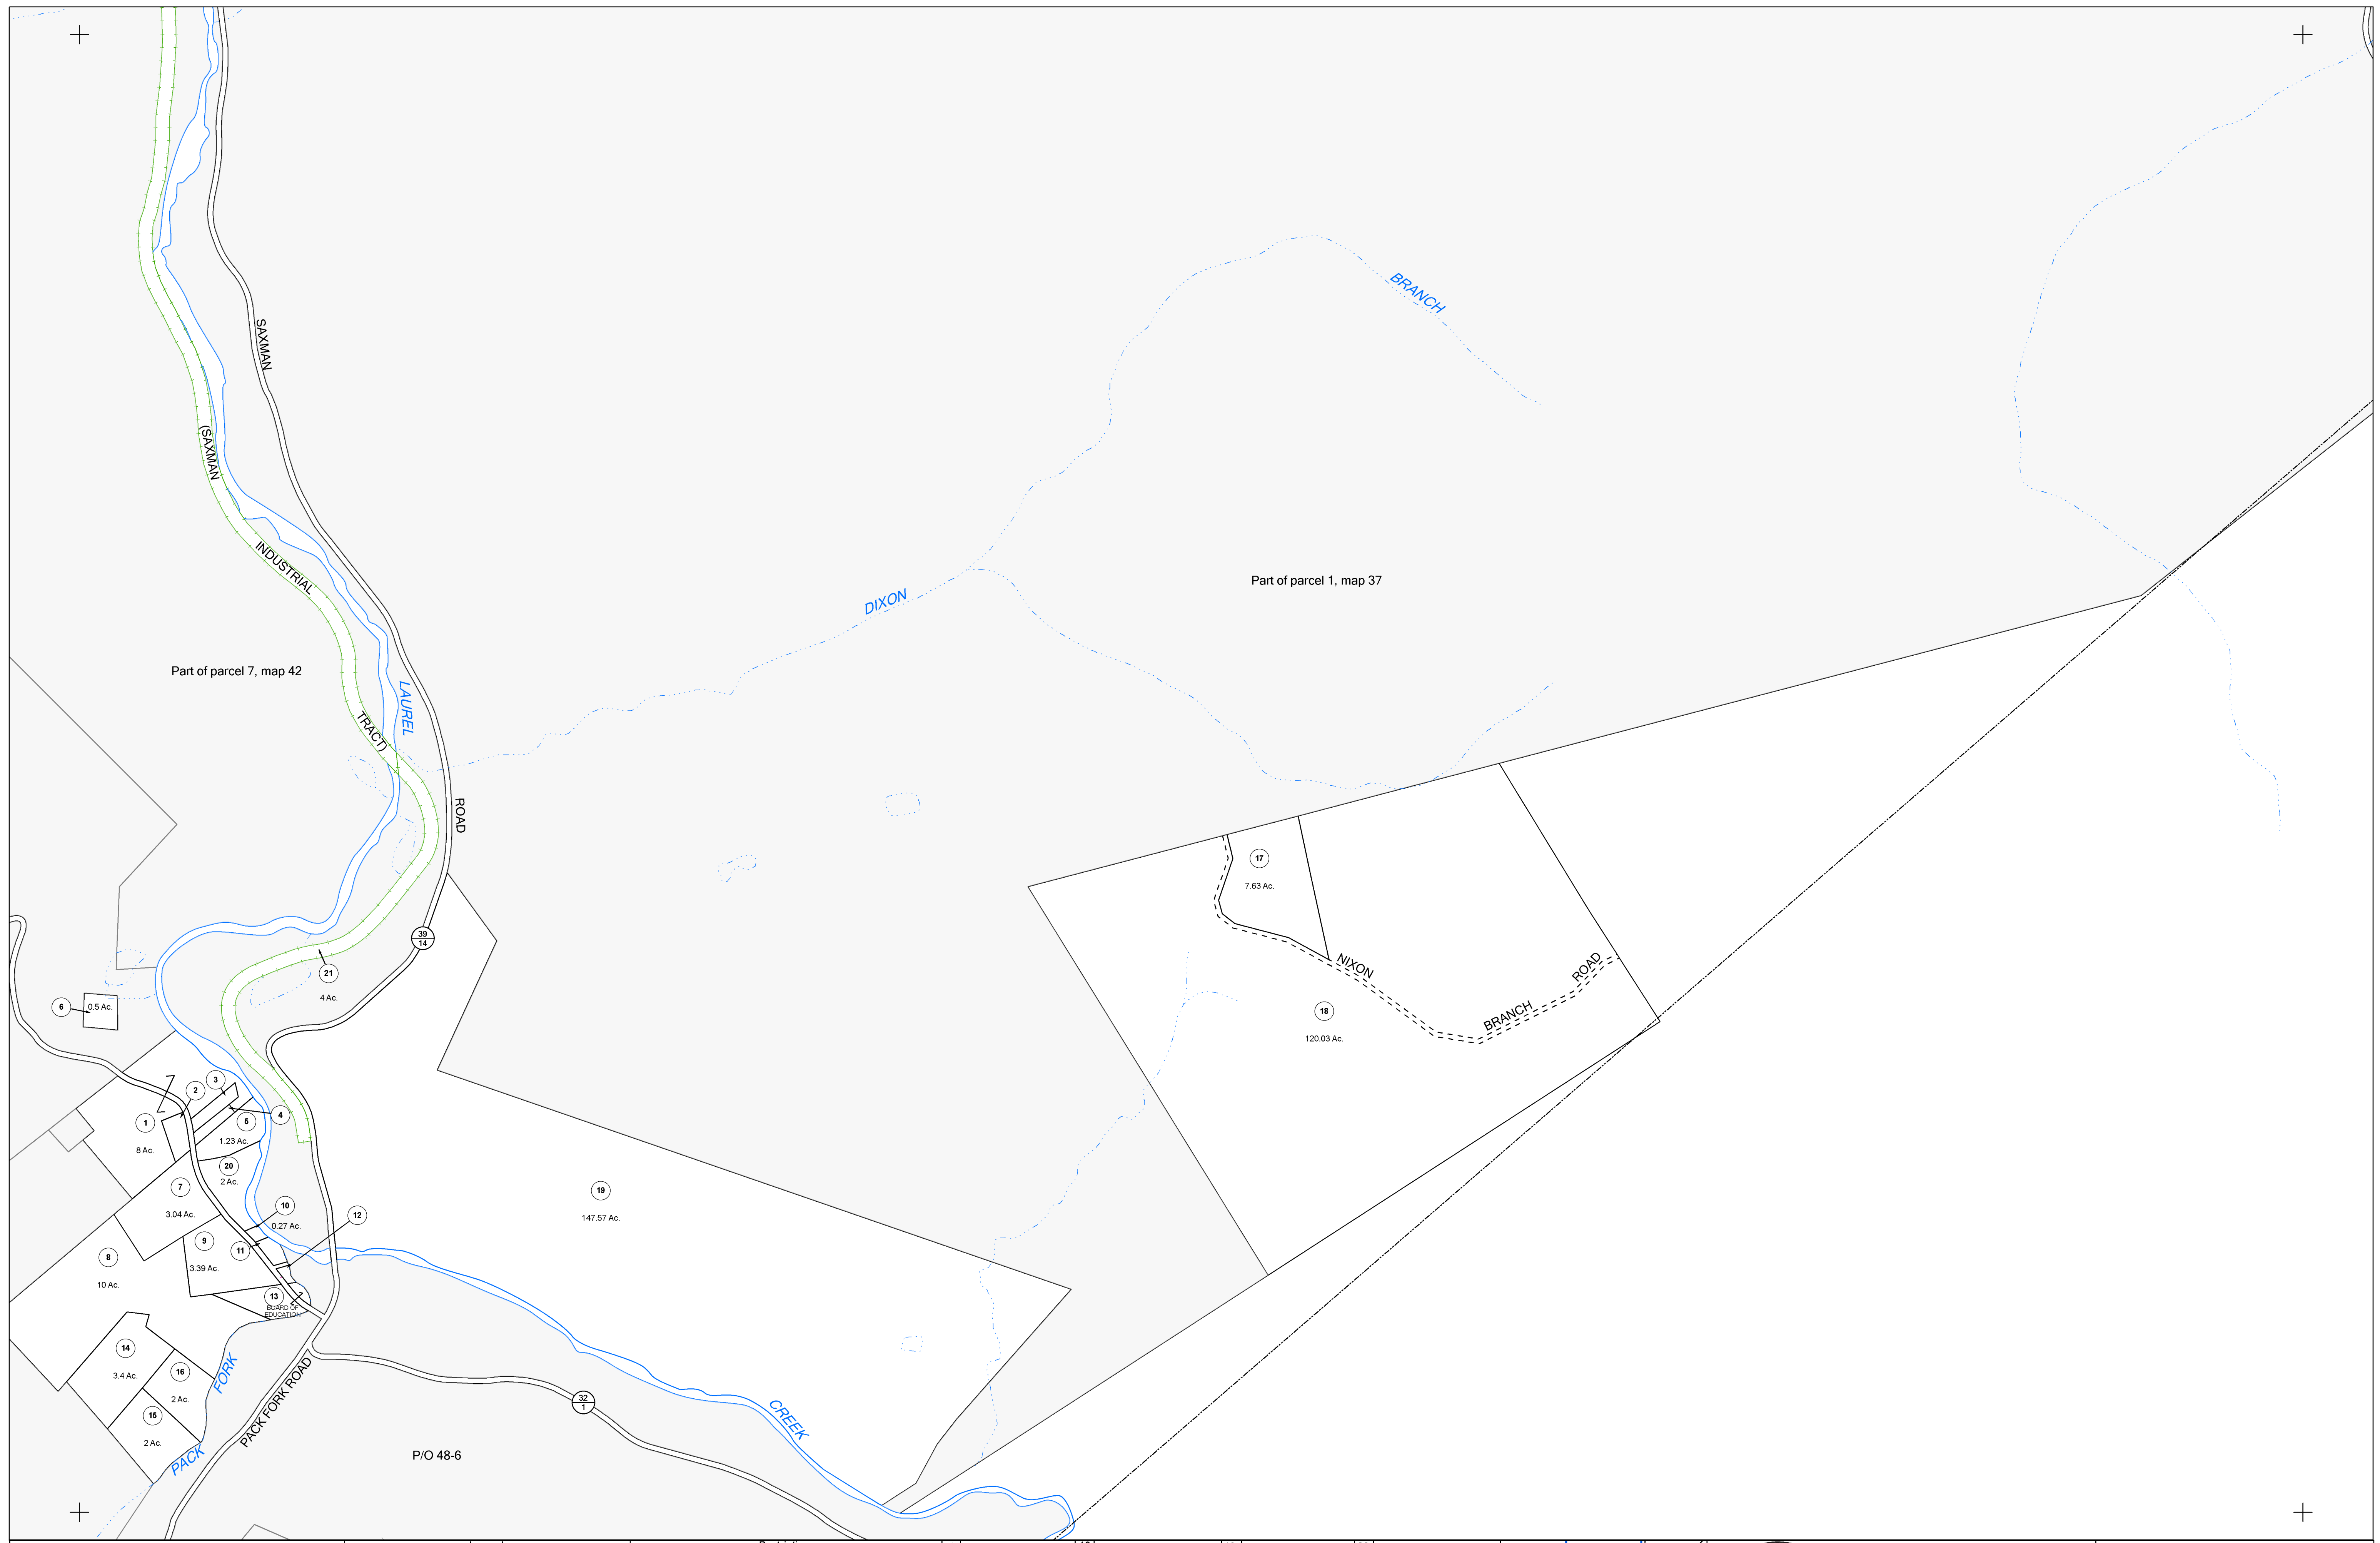 BRANCH
SAXMAN
(SAXMAN
INDUSTRIAL
Part of parcel 1, map 37
DIXON
Part of parcel 7, map 42
LAUREL
TRACT)
ROAD
17
7.63 Ac.
39
14
NIXON
ROAD
21
4 Ac.
6
0.5 Ac.
18
BRANCH
120.03 Ac.
3
2
4
1
5
1.23 Ac.
8 Ac.
20
2 Ac.
7
19
3.04 Ac.
10
12
147.57 Ac.
0.27 Ac.
9
11
8
3.39 Ac.
10 Ac.
13
BOARD OF
EDUCATION
14
16
FORK
3.4 Ac.
2 Ac.
PACK FORK ROAD
32
1
15
2 Ac.
CREEK
PACK
P/O 48-6